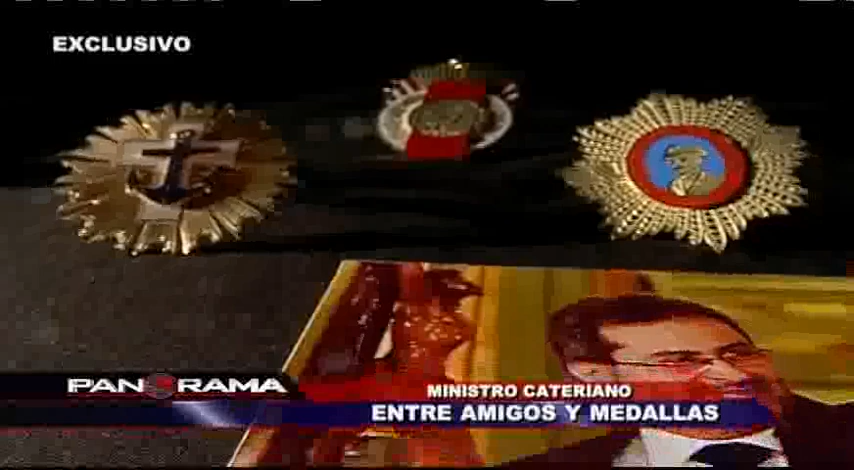 EXCLUSIVO
PANORAMA
MINISTRO CATERIANO
ENTRE AMIGOS Y MEDALLAS